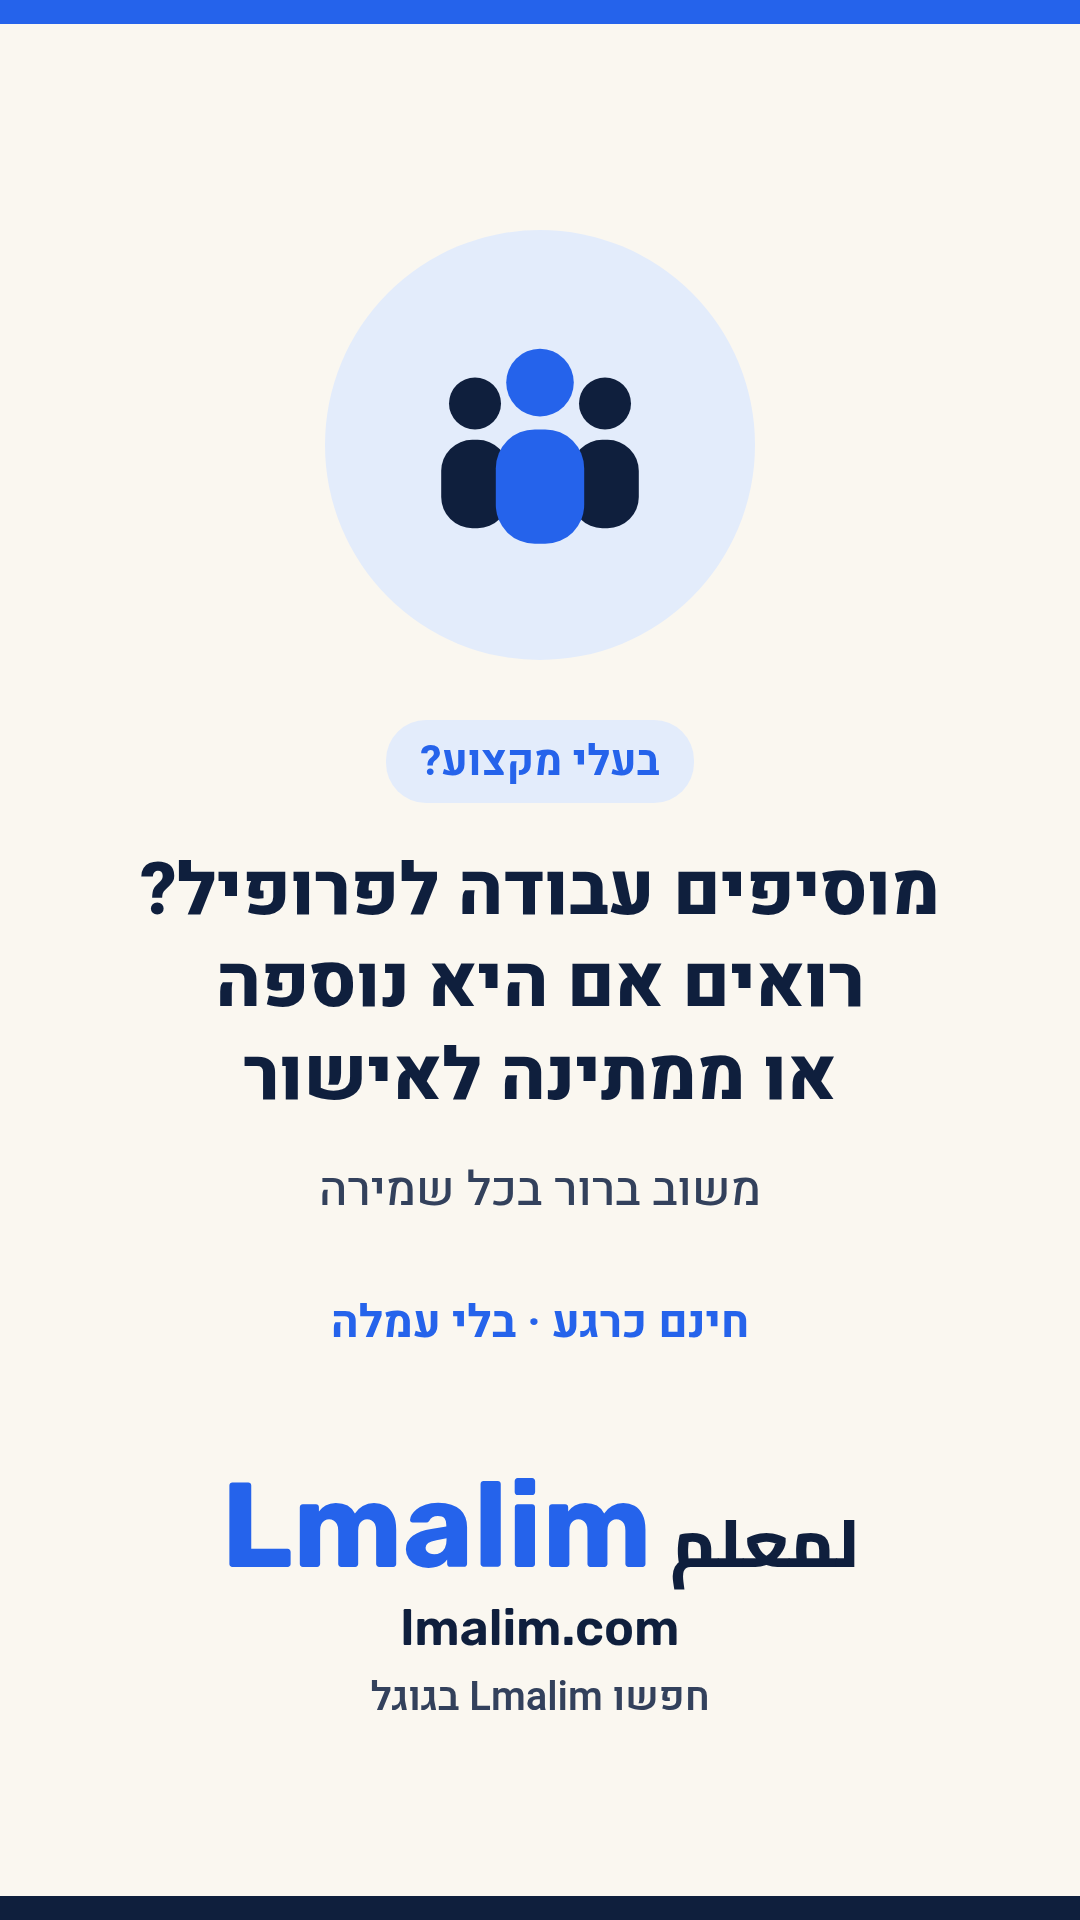 בעלי מקצוע?
מוסיפים עבודה לפרופיל?
רואים אם היא נוספה
או ממתינה לאישור
משוב ברור בכל שמירה
חינם כרגע · בלי עמלה
Lmalim لمعلم
lmalim.com
חפשו Lmalim בגוגל